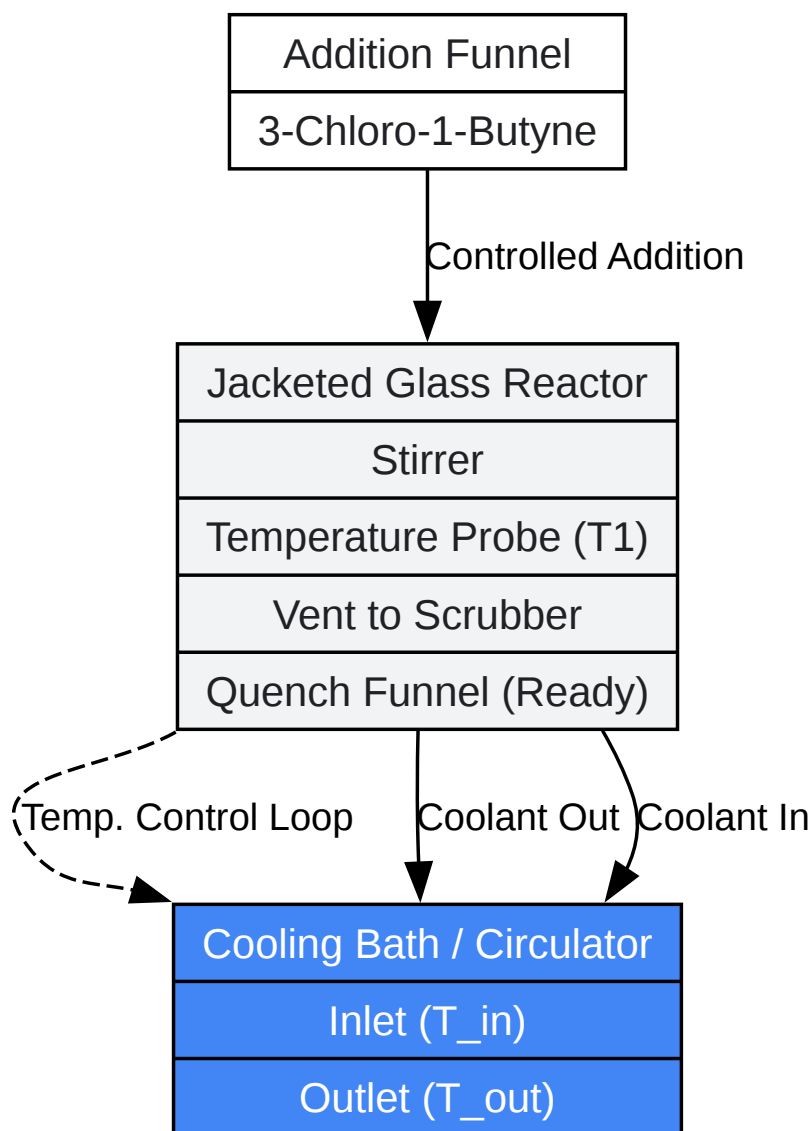 Addition Funnel
3-Chloro-1-Butyne
Controlled Addition
Jacketed Glass Reactor
Stirrer
Temperature Probe (T1)
Vent to Scrubber
Quench Funnel (Ready)
Temp. Control Loop
Coolant Out
Coolant In
Cooling Bath / Circulator
Inlet (T_in)
Outlet (T_out)